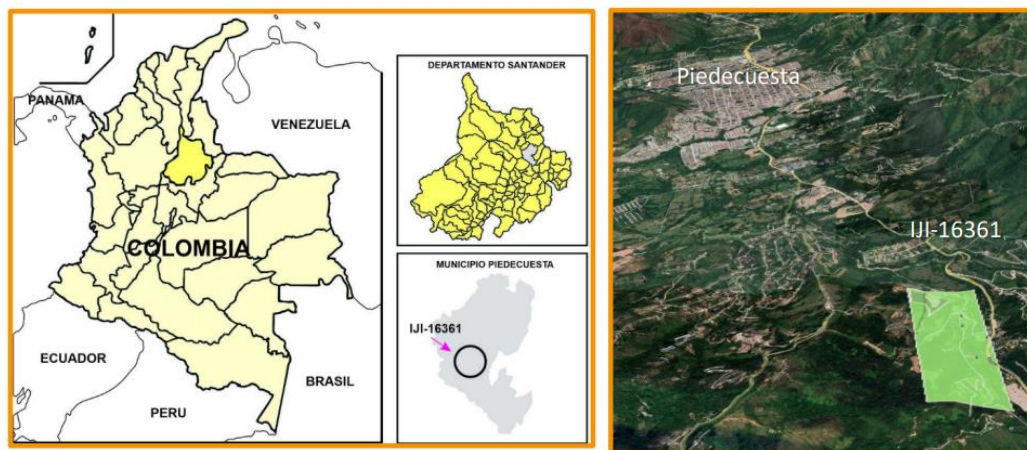 PANAMA
VENEZUELA
COLOMBIA
ECUADOR
BRASIL
PERU
DEPARTAMENTO SANTANDER
MUNICIPIO PIEDECUESTA
IJI-16361
Piedecuesta
IJI-16361